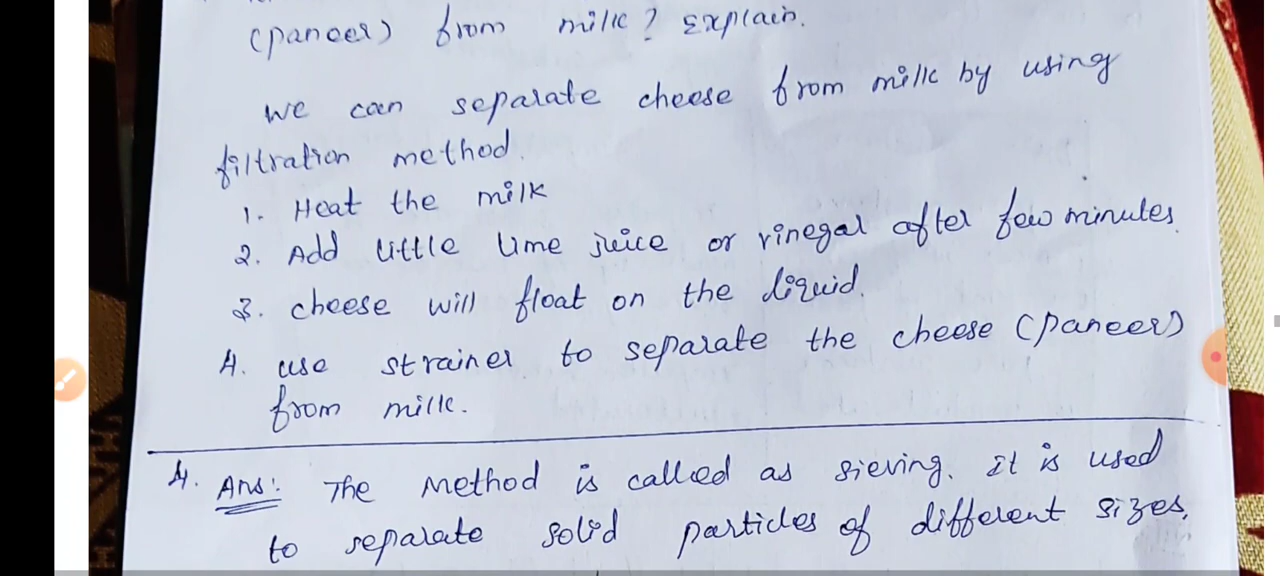 (paneer) from milk? Explain.
we can separate cheese from milk by using
filtration method.
1. Heat the milk
2. Add little lime juice or vinegar after few minutes.
3. cheese will float on the liquid.
4. use strainer to separate the cheese (paneer)
from milk.
4. Ans: The method is called as sieving. it is used
to separate solid particles of different sizes.